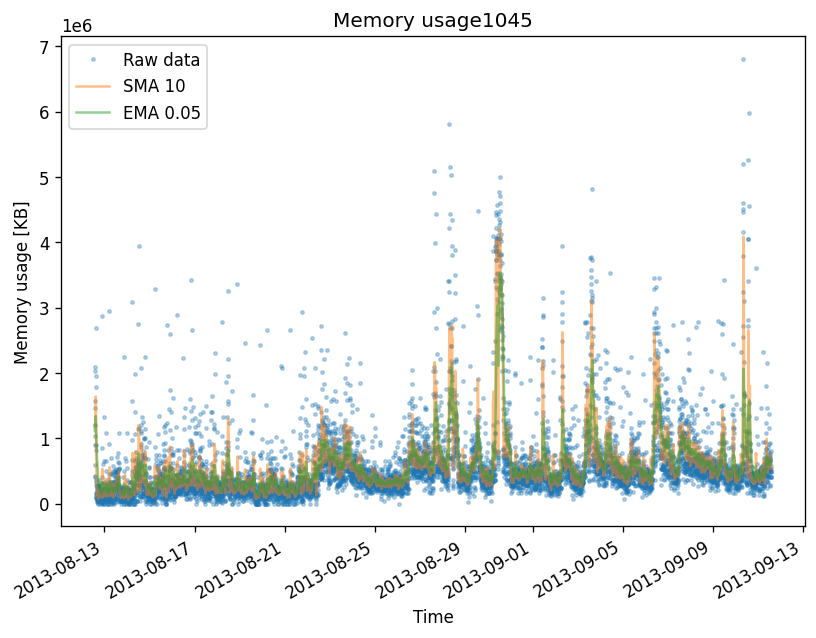 Memory usage1045
1e6
Raw data
SMA 10
EMA 0.05
7
6
5
4
3
2
1
0
Memory usage [KB]
2013-08-13
2013-08-17
2013-08-21
2013-08-25
2013-08-29
2013-09-01
2013-09-05
2013-09-09
2013-09-13
Time